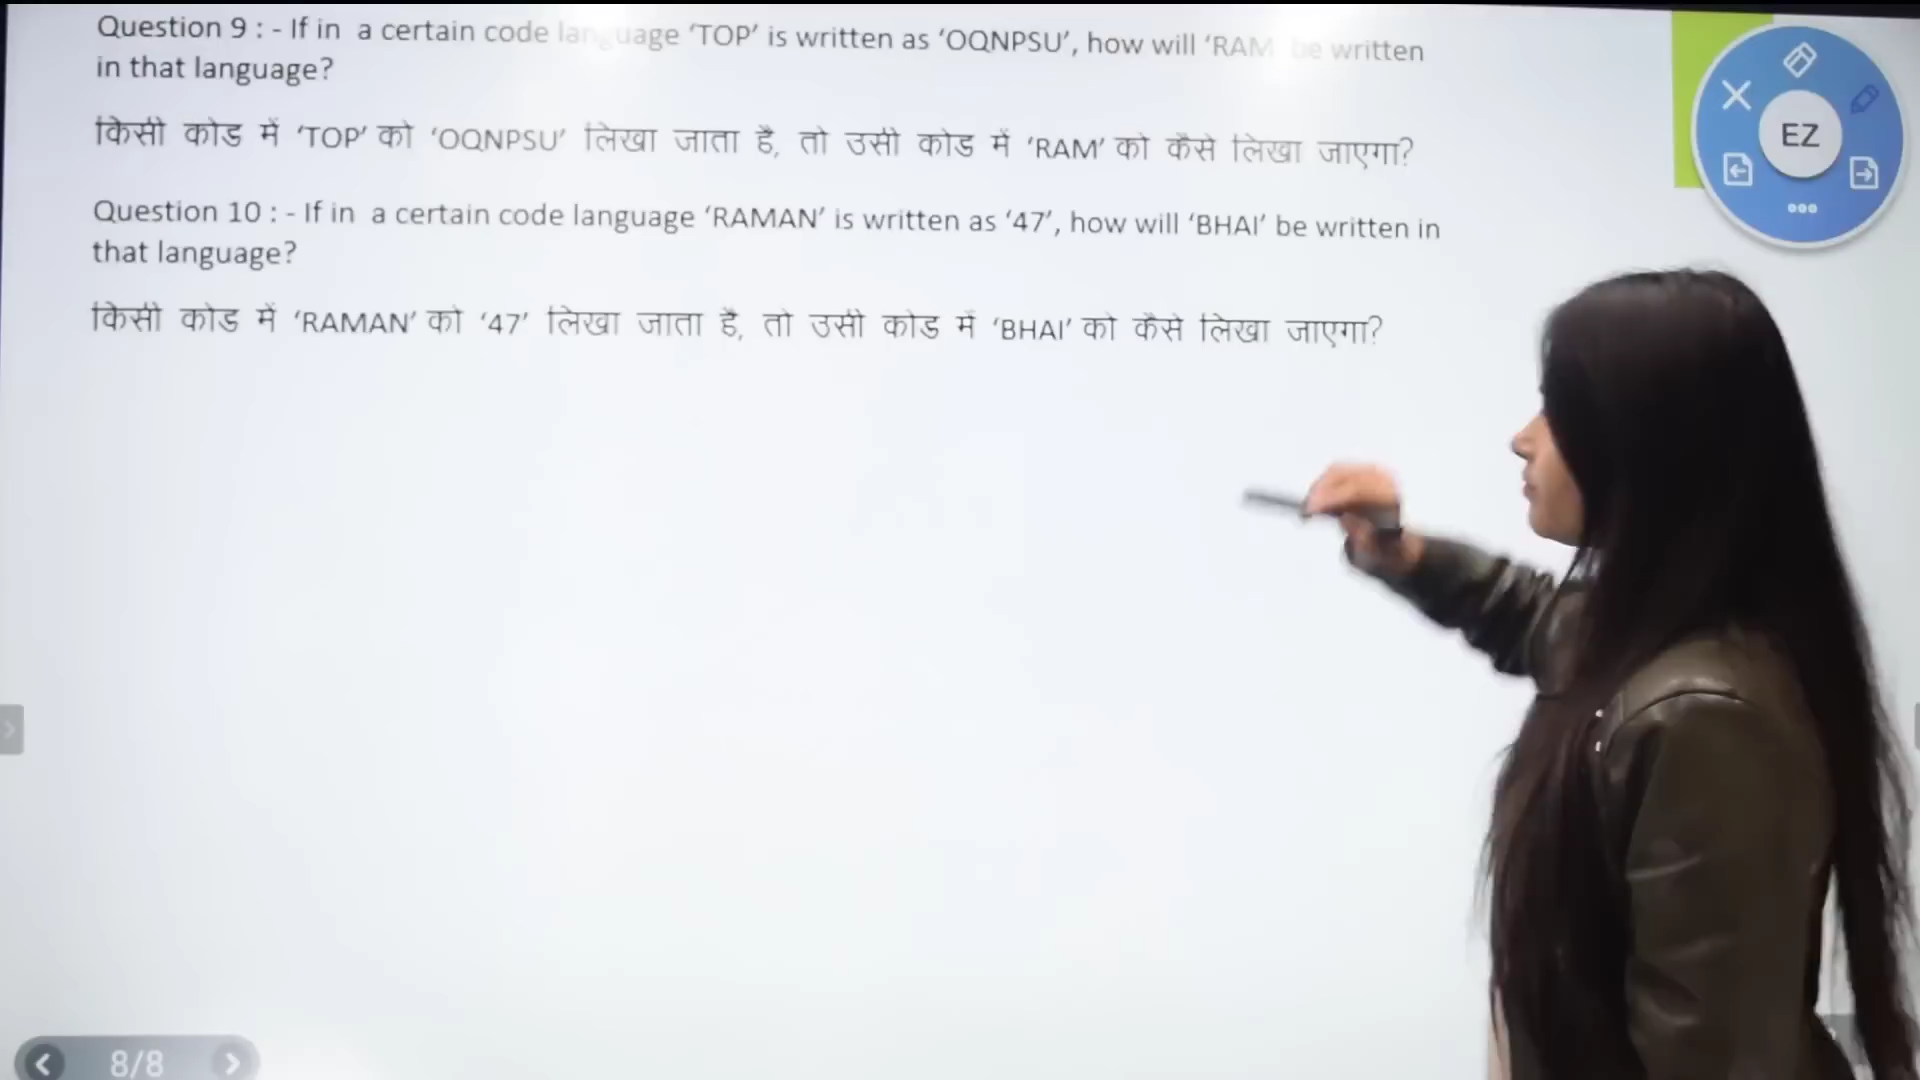 Question 9 : - If in a certain code language ‘TOP’ is written as ‘OQNPSU’, how will ‘RAM be written
in that language?
किसी कोड में ‘TOP’ को ‘OQNPSU’ लिखा जाता है, तो उसी कोड में ‘RAM’ को कैसे लिखा जाएगा?
Question 10 : - If in a certain code language ‘RAMAN’ is written as ‘47’, how will ‘BHAI’ be written in
that language?
किसी कोड में ‘RAMAN’ को ‘47’ लिखा जाता है, तो उसी कोड में ‘BHAI’ को कैसे लिखा जाएगा?
EZ
8/8